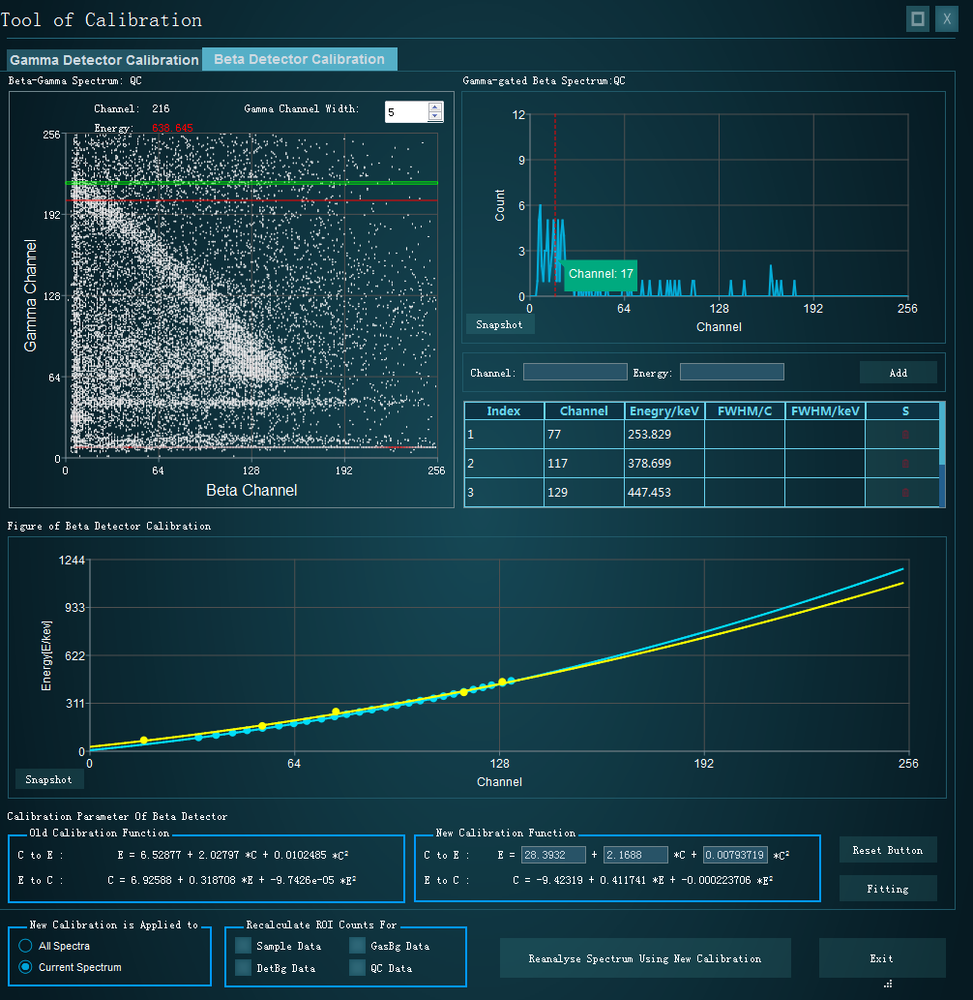 Tool of Calibration
X
Gamma Detector Calibration Beta Detector Calibration
Beta-Gamma Spectrum: QC
Channel: 216 Gamma Channel Width: 5
Energy: 630.645
256
192
128
64
0
Gamma Channel
0 64 128 192 256
Beta Channel
Gamma-gated Beta Spectrum:QC
12
9
6
3
0
Count
Channel: 17
0 64 128 192 256
Snapshot
Channel
Channel: Energy: Add
Index Channel Enegry/keV FWHM/C FWHM/keV S
1 77 253.829
2 117 378.699
3 129 447.453
Figure of Beta Detector Calibration
1244
933
622
311
0
Energy[E/kev]
0 64 128 192 256
Snapshot
Channel
Calibration Parameter Of Beta Detector
Old Calibration Function
C to E : E = 6.52877 + 2.02797 *C + 0.0102485 *C²
E to C : C = 6.92588 + 0.318708 *E + -9.7426e-05 *E²
New Calibration Function
C to E : E = 28.3932 + 2.1688 *C + 0.00793719 *C²
E to C : C = -9.42319 + 0.411741 *E + -0.000223706 *E²
Reset Button
Fitting
New Calibration is Applied to
All Spectra
Current Spectrum
Recalculate ROI Counts For
Sample Data GasBg Data
DetBg Data QC Data
Reanalyse Spectrum Using New Calibration
Exit